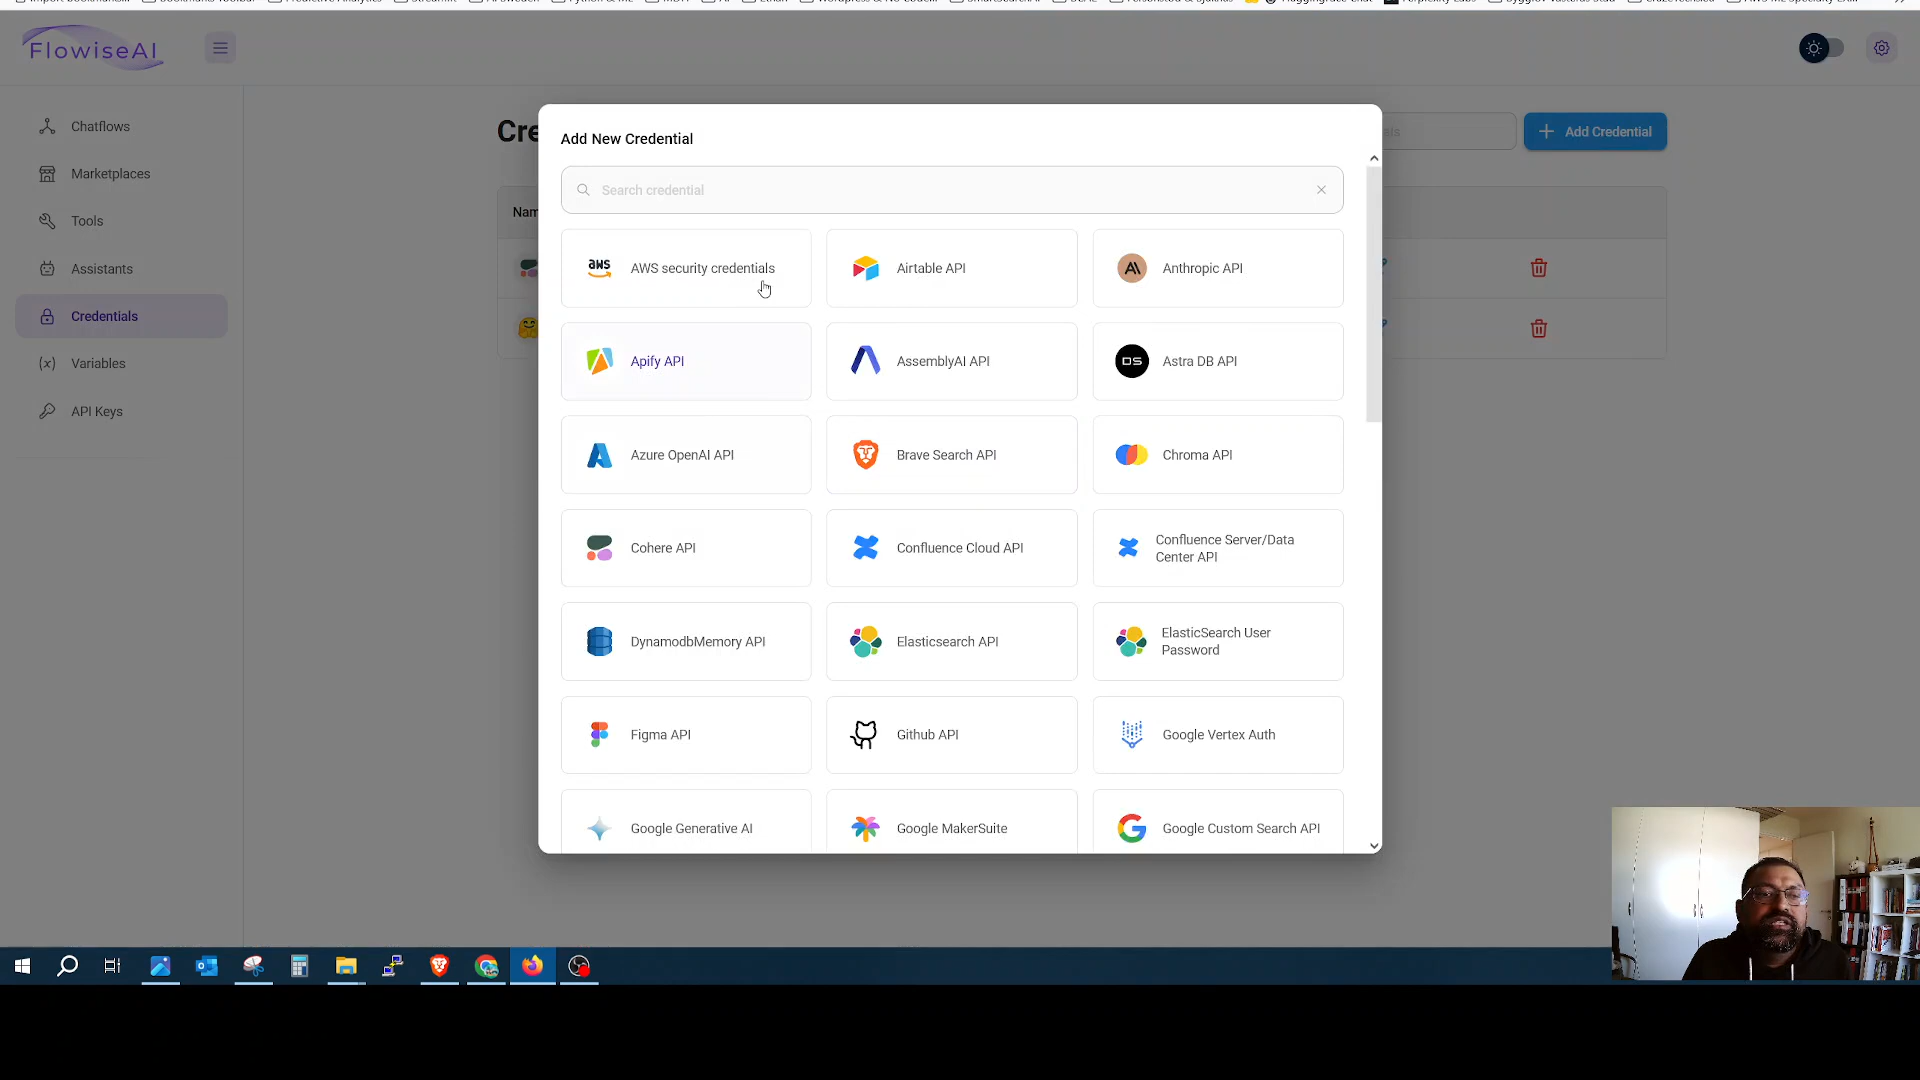 FlowiseAI
Chatflows
Marketplaces
Tools
Assistants
Credentials
Variables
API Keys
Cre
Add Credential
Nam
Add New Credential
Search credential
aws
AWS security credentials
Airtable API
Anthropic API
Apify API
AssemblyAI API
DS
Astra DB API
Azure OpenAI API
Brave Search API
Chroma API
Cohere API
Confluence Cloud API
Confluence Server/Data
Center API
DynamodbMemory API
Elasticsearch API
ElasticSearch User
Password
Figma API
Github API
Google Vertex Auth
Google Generative AI
Google MakerSuite
Google Custom Search API